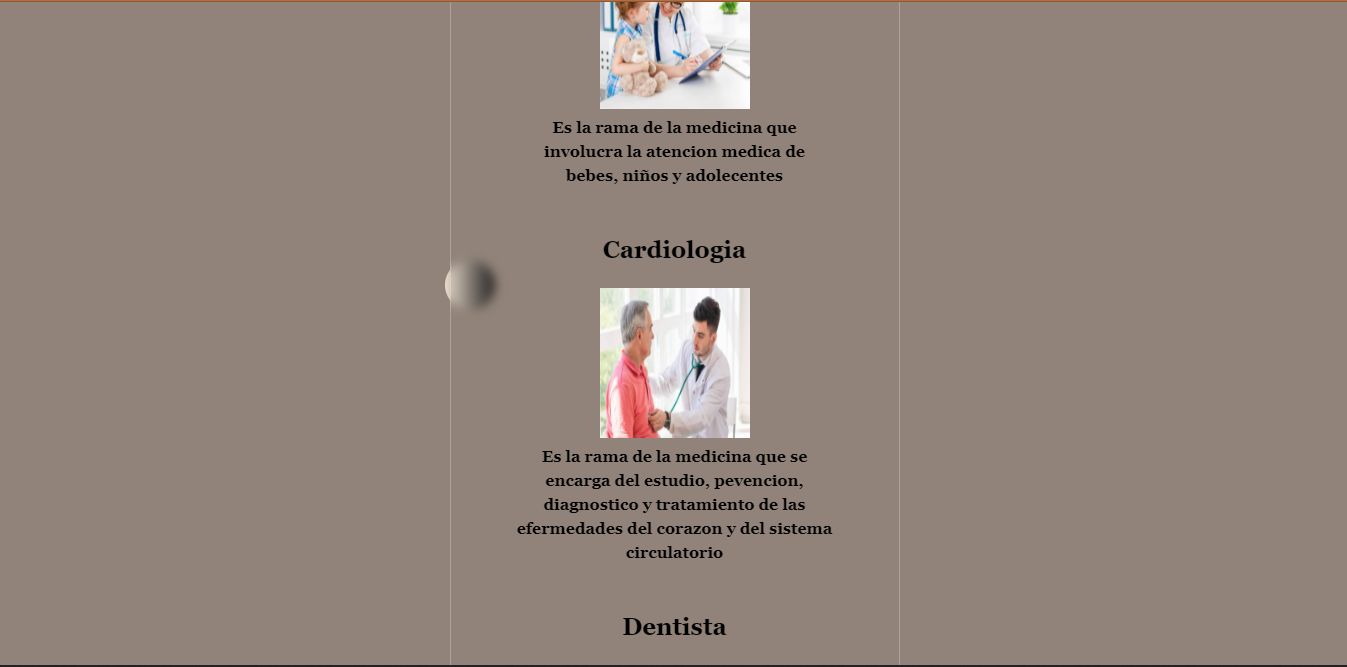 Es la rama de la medicina que
involucra la atencion medica de
bebes, niños y adolecentes
Cardiologia
Es la rama de la medicina que se
encarga del estudio, pevencion,
diagnostico y tratamiento de las
efermedades del corazon y del sistema
circulatorio
Dentista